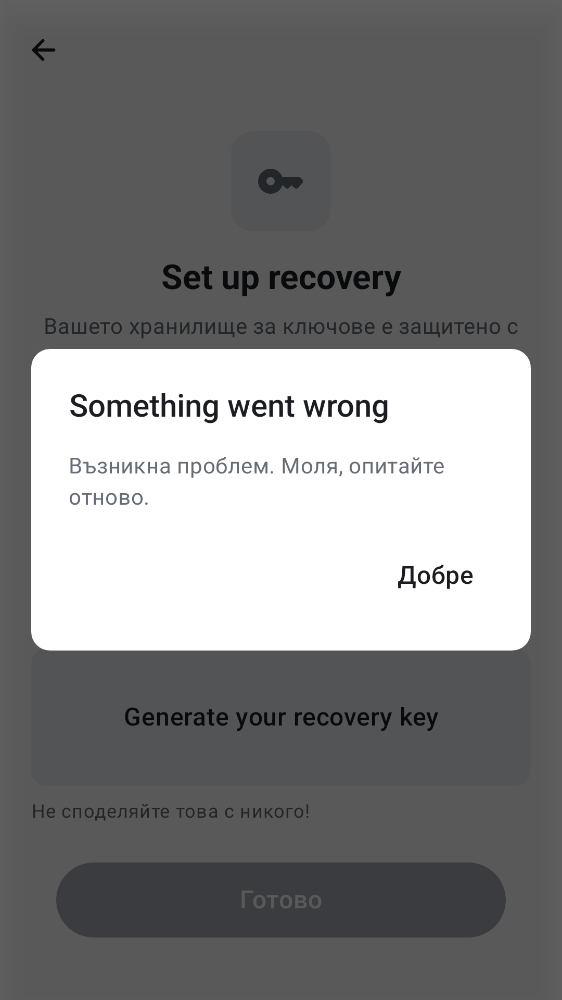 Set up recovery
Вашето хранилище за ключове е защитено с
Something went wrong
Възникна проблем. Моля, опитайте
отново.
Добре
Generate your recovery key
Не споделяйте това с никого!
Готово